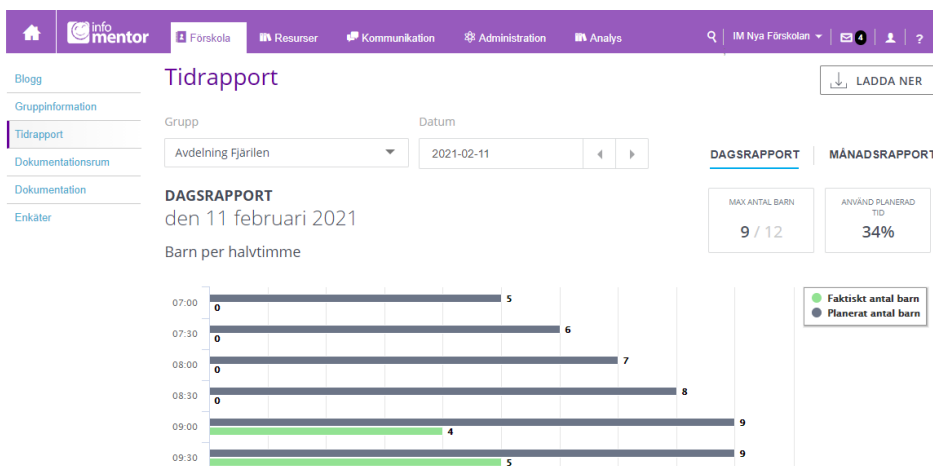 info
mentor
Förskola
Resurser
Kommunikation
Administration
Analys
IM Nya Förskolan
4
?
Blogg
Gruppinformation
Tidrapport
Dokumentationsrum
Dokumentation
Enkäter
Tidrapport
LADDA NER
Grupp
Datum
Avdelning Fjärilen
2021-02-11
DAGSRAPPORT
MÅNADSRAPPORT
DAGSRAPPORT
den 11 februari 2021
MAX ANTAL BARN
9 / 12
ANVÄND PLANERAD
TID
34%
Barn per halvtimme
Faktiskt antal barn
Planerat antal barn
07:00
5
0
07:30
6
0
08:00
7
0
08:30
8
0
09:00
9
4
09:30
9
5